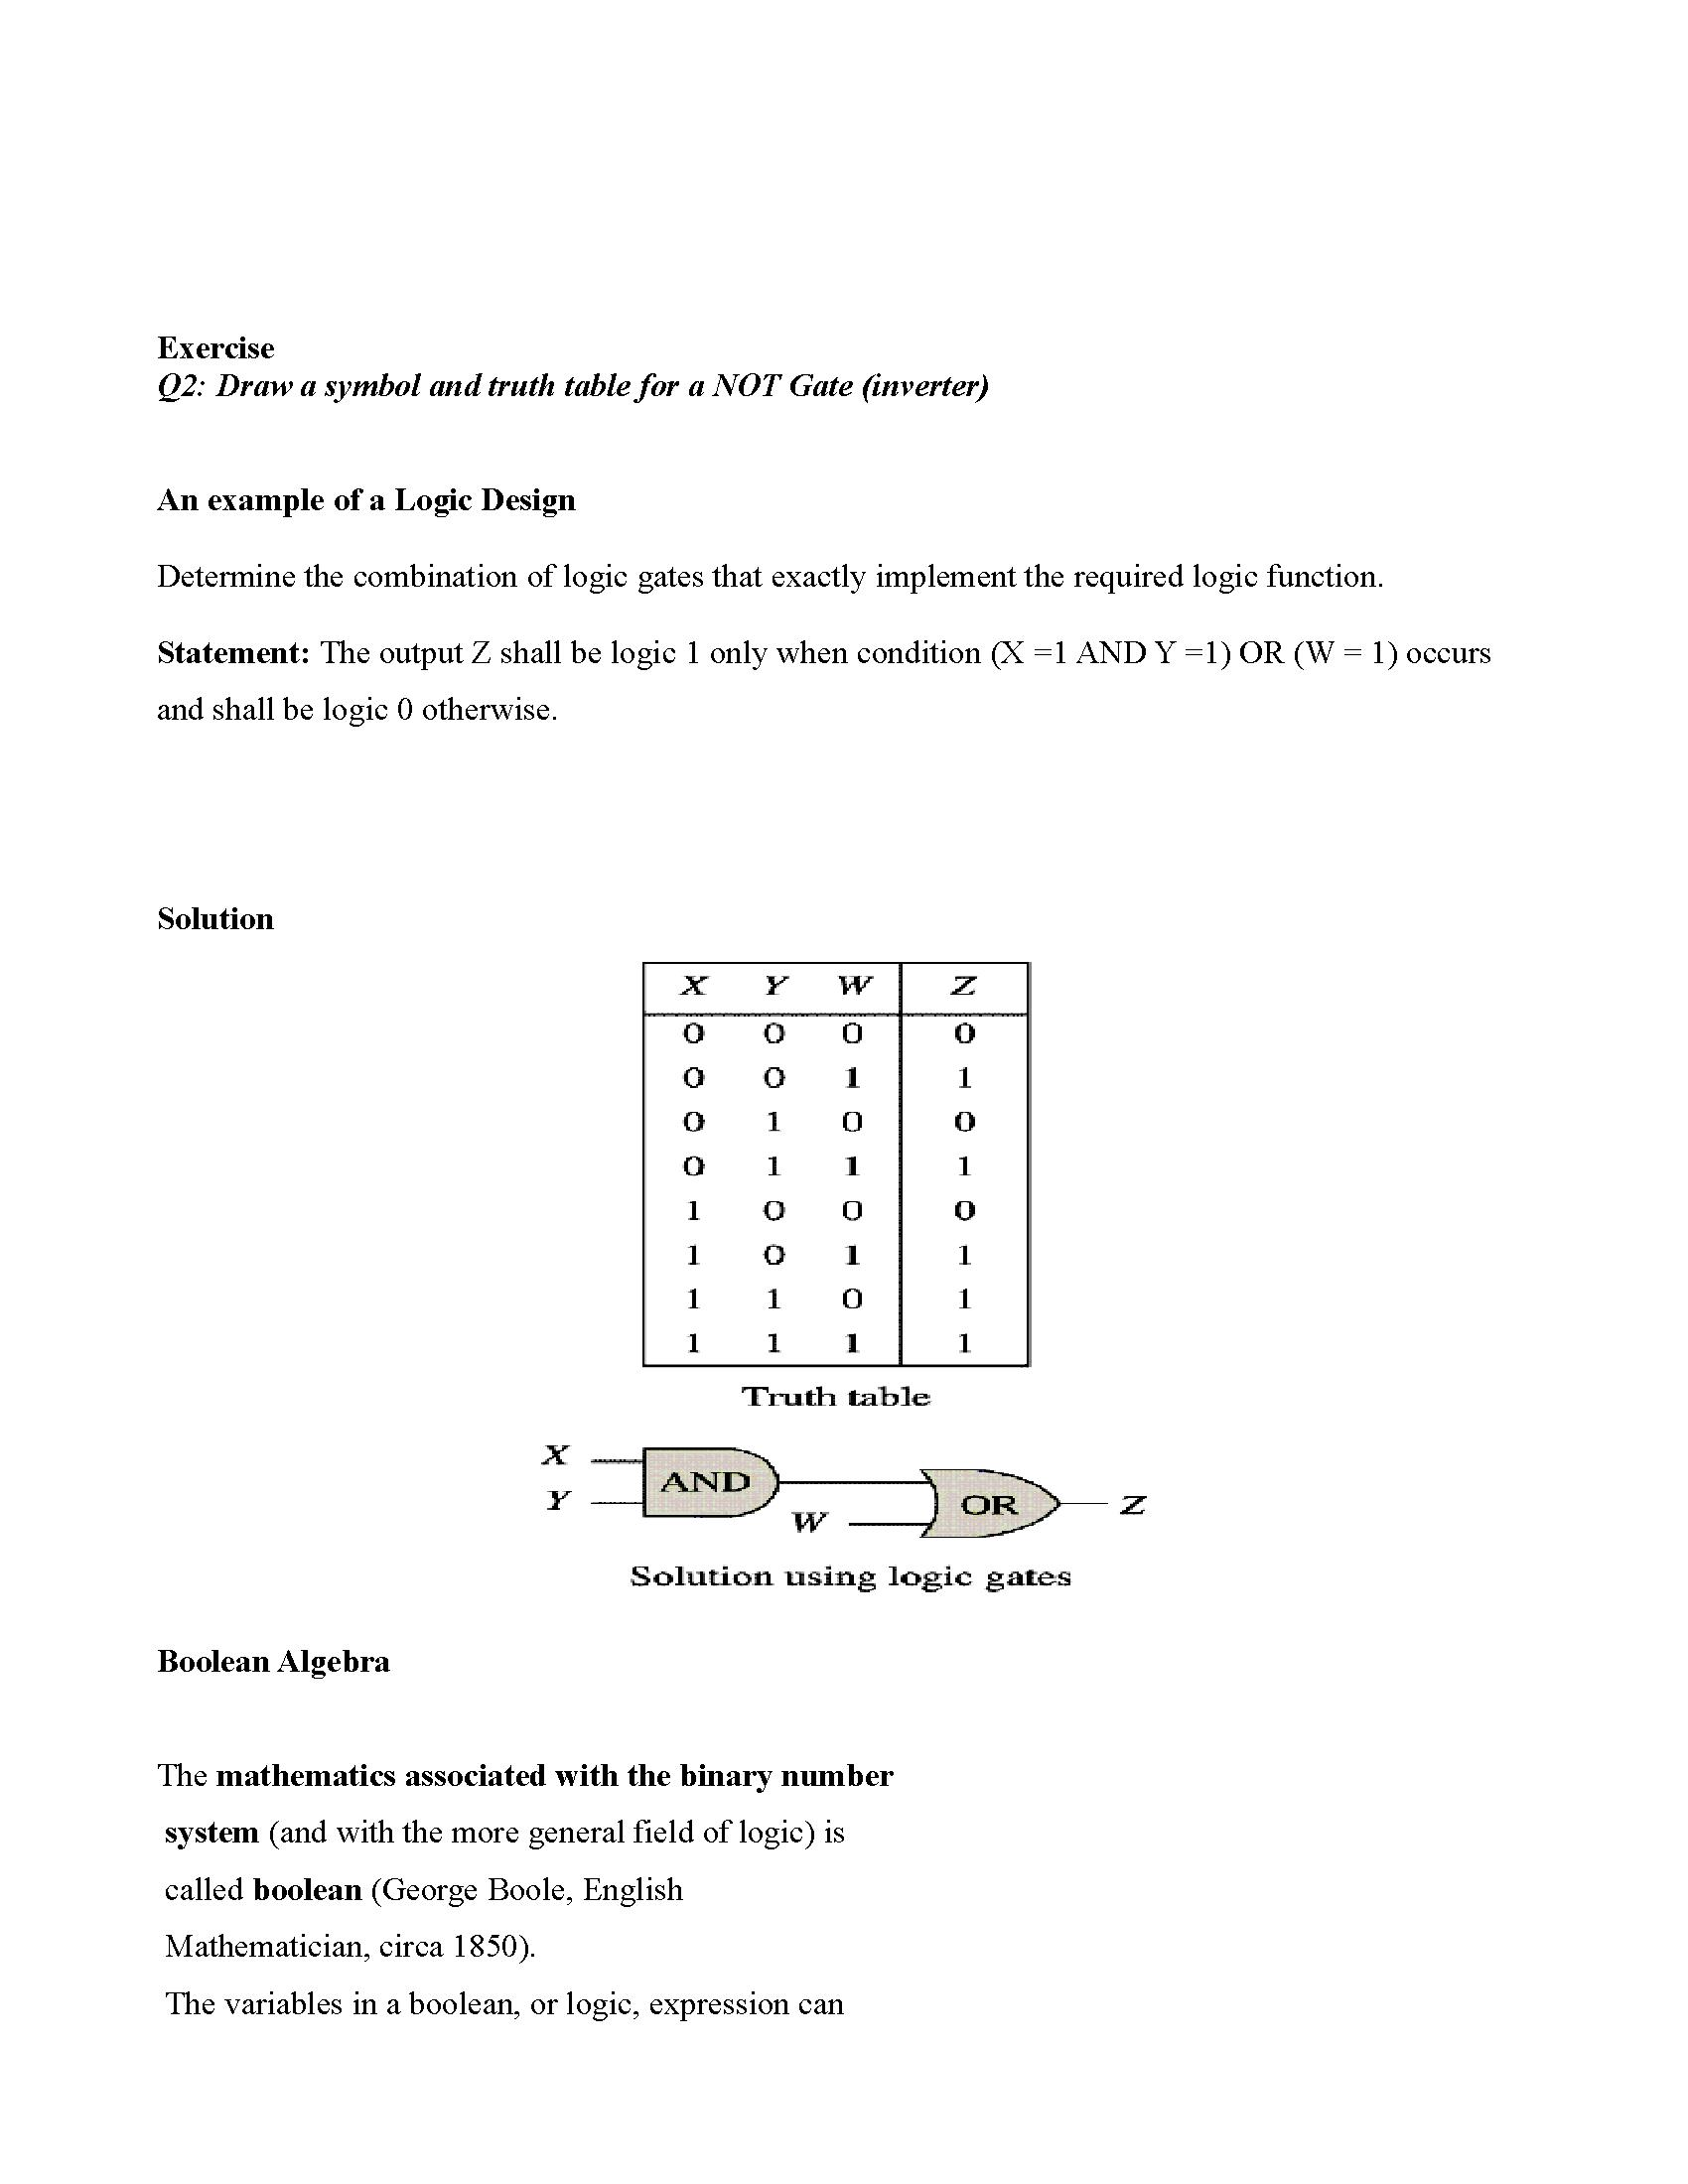 Exercise
Q2: Draw a symbol and truth table for a NOT Gate (inverter)
An example of a Logic Design
Determine the combination of logic gates that exactly implement the required logic function.
Statement: The output Z shall be logic 1 only when condition (X =1 AND Y =1) OR (W = 1) occurs
and shall be logic 0 otherwise.
Solution
X Y W Z
0 0 0 0
0 0 1 1
0 1 0 0
0 1 1 1
1 0 0 0
1 0 1 1
1 1 0 1
1 1 1 1
Truth table
X
AND
Y
W
OR
Z
Solution using logic gates
Boolean Algebra
The mathematics associated with the binary number
system (and with the more general field of logic) is
called boolean (George Boole, English
Mathematician, circa 1850).
The variables in a boolean, or logic, expression can